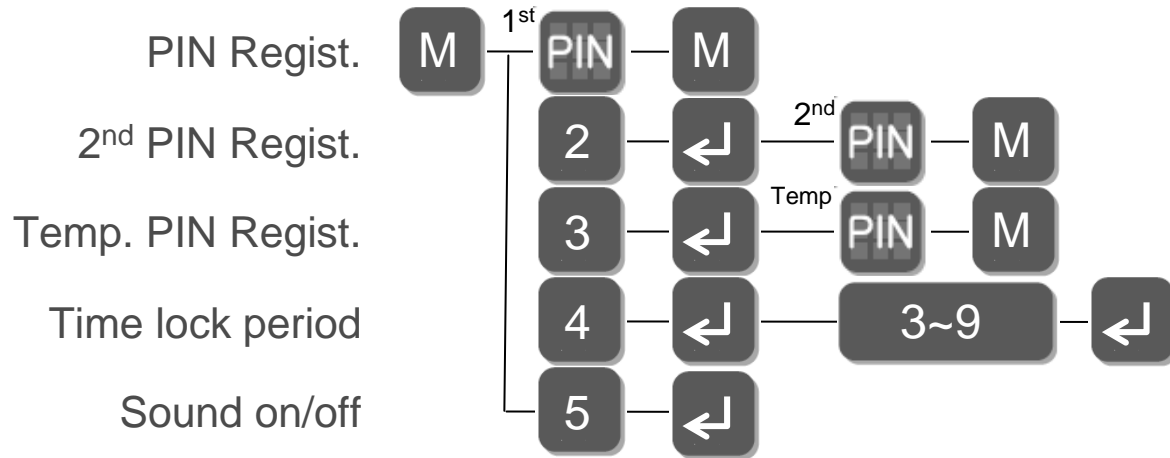 PIN Regist. M 1st PIN M
2nd PIN Regist. 2 ↵ 2nd PIN M
Temp. PIN Regist. 3 ↵ Temp PIN M
Time lock period 4 ↵ 3~9 ↵
Sound on/off 5 ↵